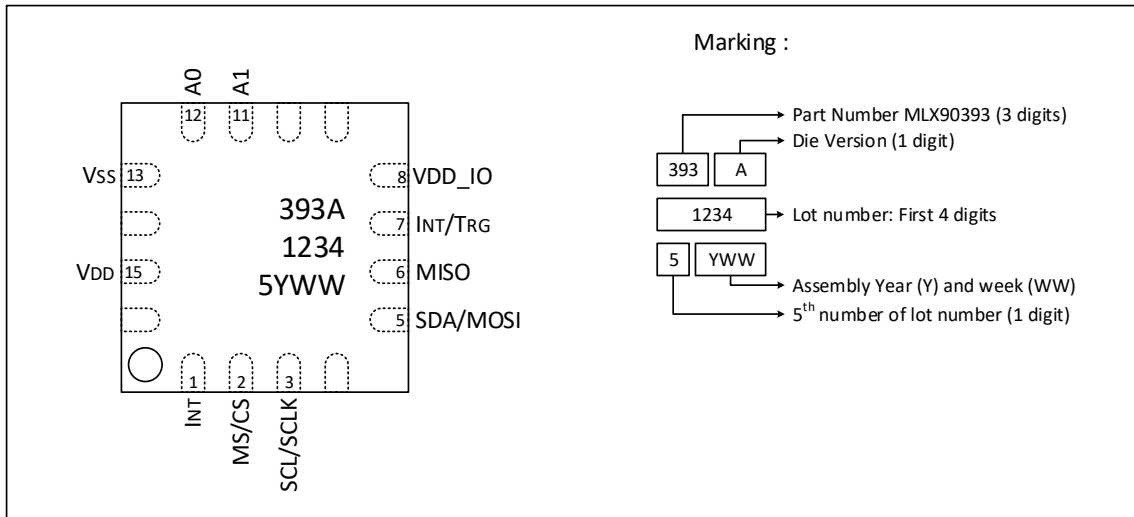 Marking :
A0
A1
12
11
VSS 13
8 VDD_IO
7 INT/TRG
VDD 15
6 MISO
5 SDA/MOSI
393A
1234
5YWW
1
2
3
INT
MS/CS
SCL/SCLK
Part Number MLX90393 (3 digits)
Die Version (1 digit)
393 A
1234
Lot number: First 4 digits
5 YWW
Assembly Year (Y) and week (WW)
5th number of lot number (1 digit)